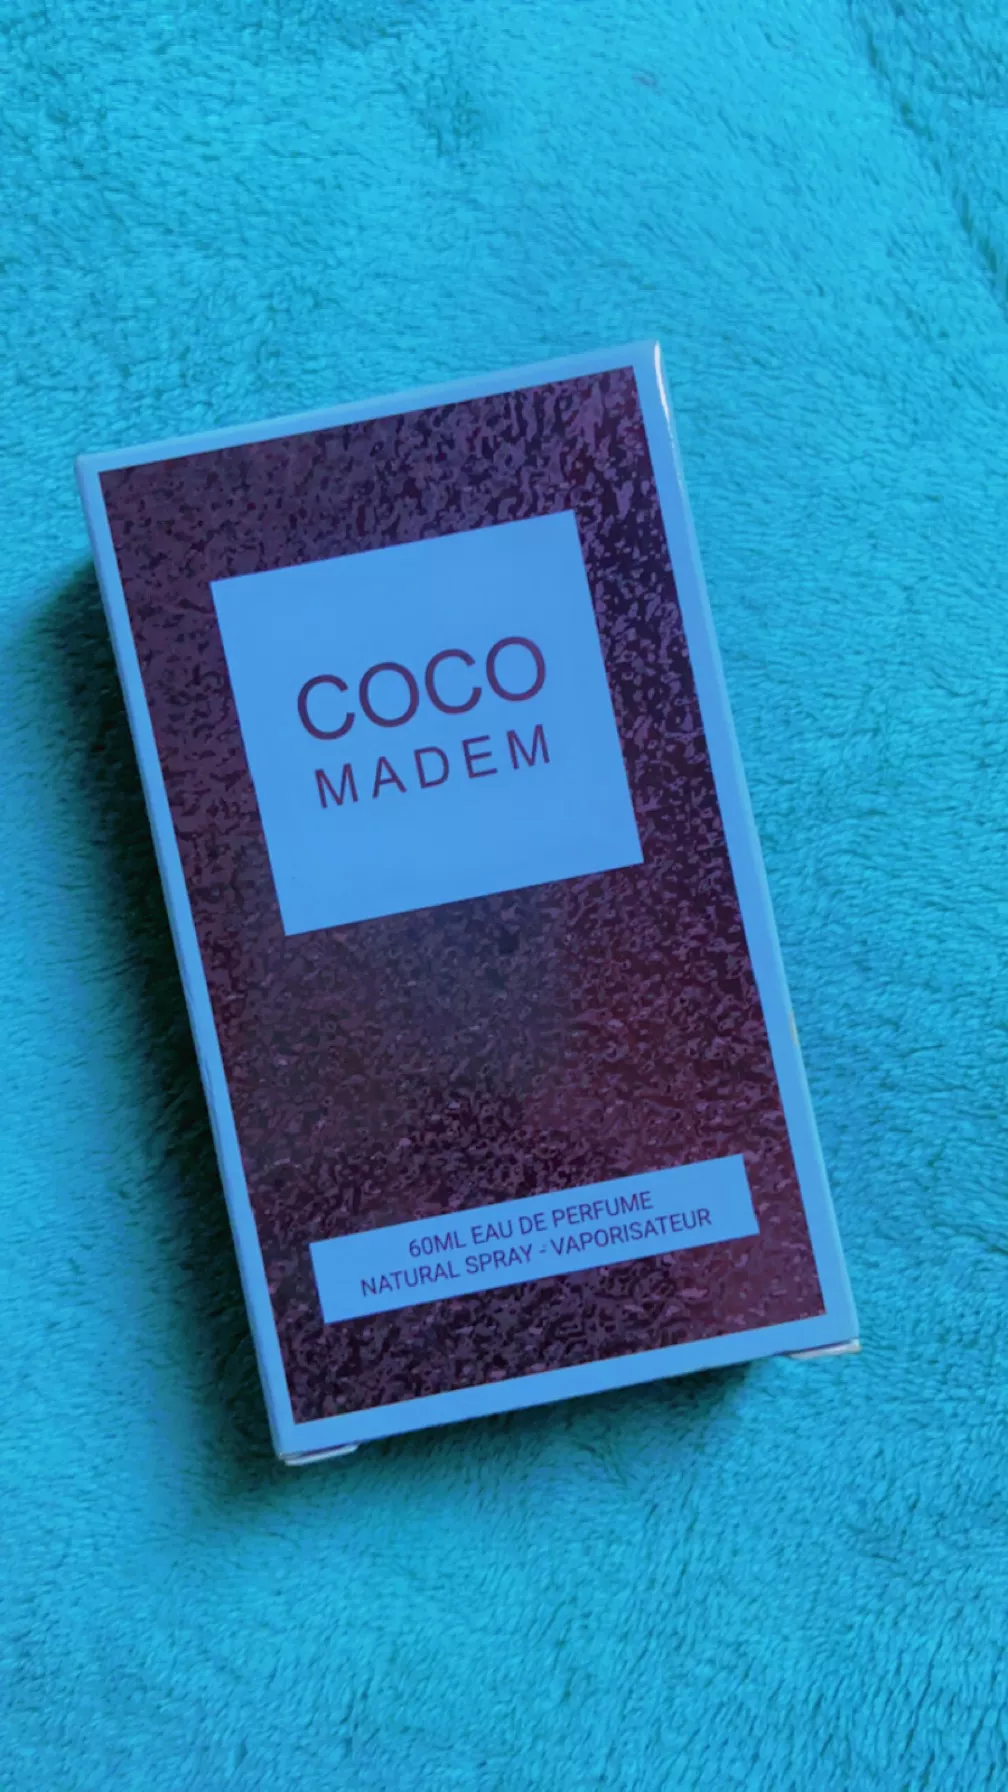 COCO
MADEM
60ML EAU DE PERFUME
NATURAL SPRAY - VAPORISATEUR